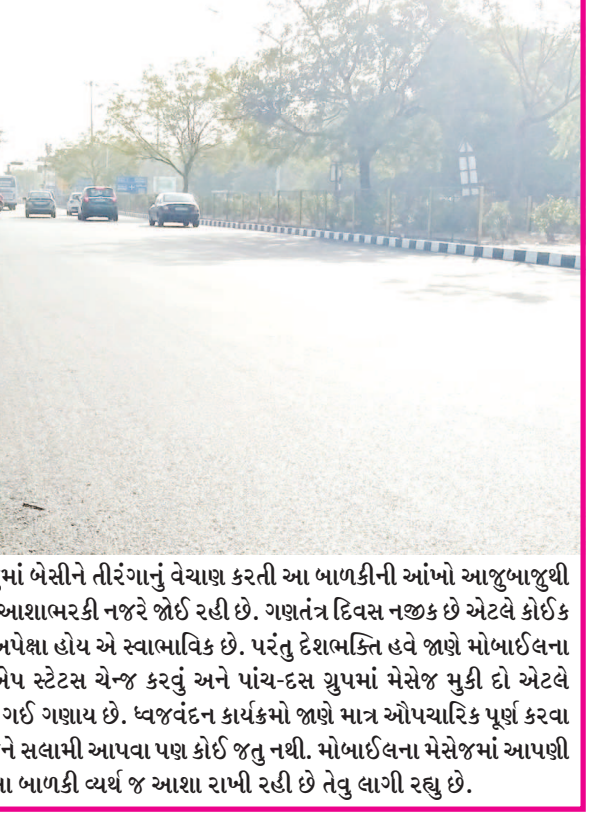 માં બેસીને તીરંગાનું વેચાણ કરતી આ બાળકીની આંખો આજુબાજુથી
આશાભરકી નજરે જોઈ રહી છે. ગણતંત્ર દિવસ નજીક છે એટલે કોઈક
અપેક્ષા હોય એ સ્વાભાવિક છે. પરંતુ દેશભક્તિ હવે જાણે મોબાઈલના
સ્ટેટસ ચેન્જ કરવું અને પાંચ-દસ ગ્રુપમાં મેસેજ મુકી દો એટલે
ગઈ ગણાય છે. ધ્વજવંદન કાર્યક્રમો જાણે માત્ર ઔપચારિક પૂર્ણ કરવા
ને સલામી આપવા પણ કોઈ જતુ નથી. મોબાઈલના મેસેજમાં આપણી
બાળકી વ્યર્થ જ આશા રાખી રહી છે તેવુ લાગી રહ્યુ છે.